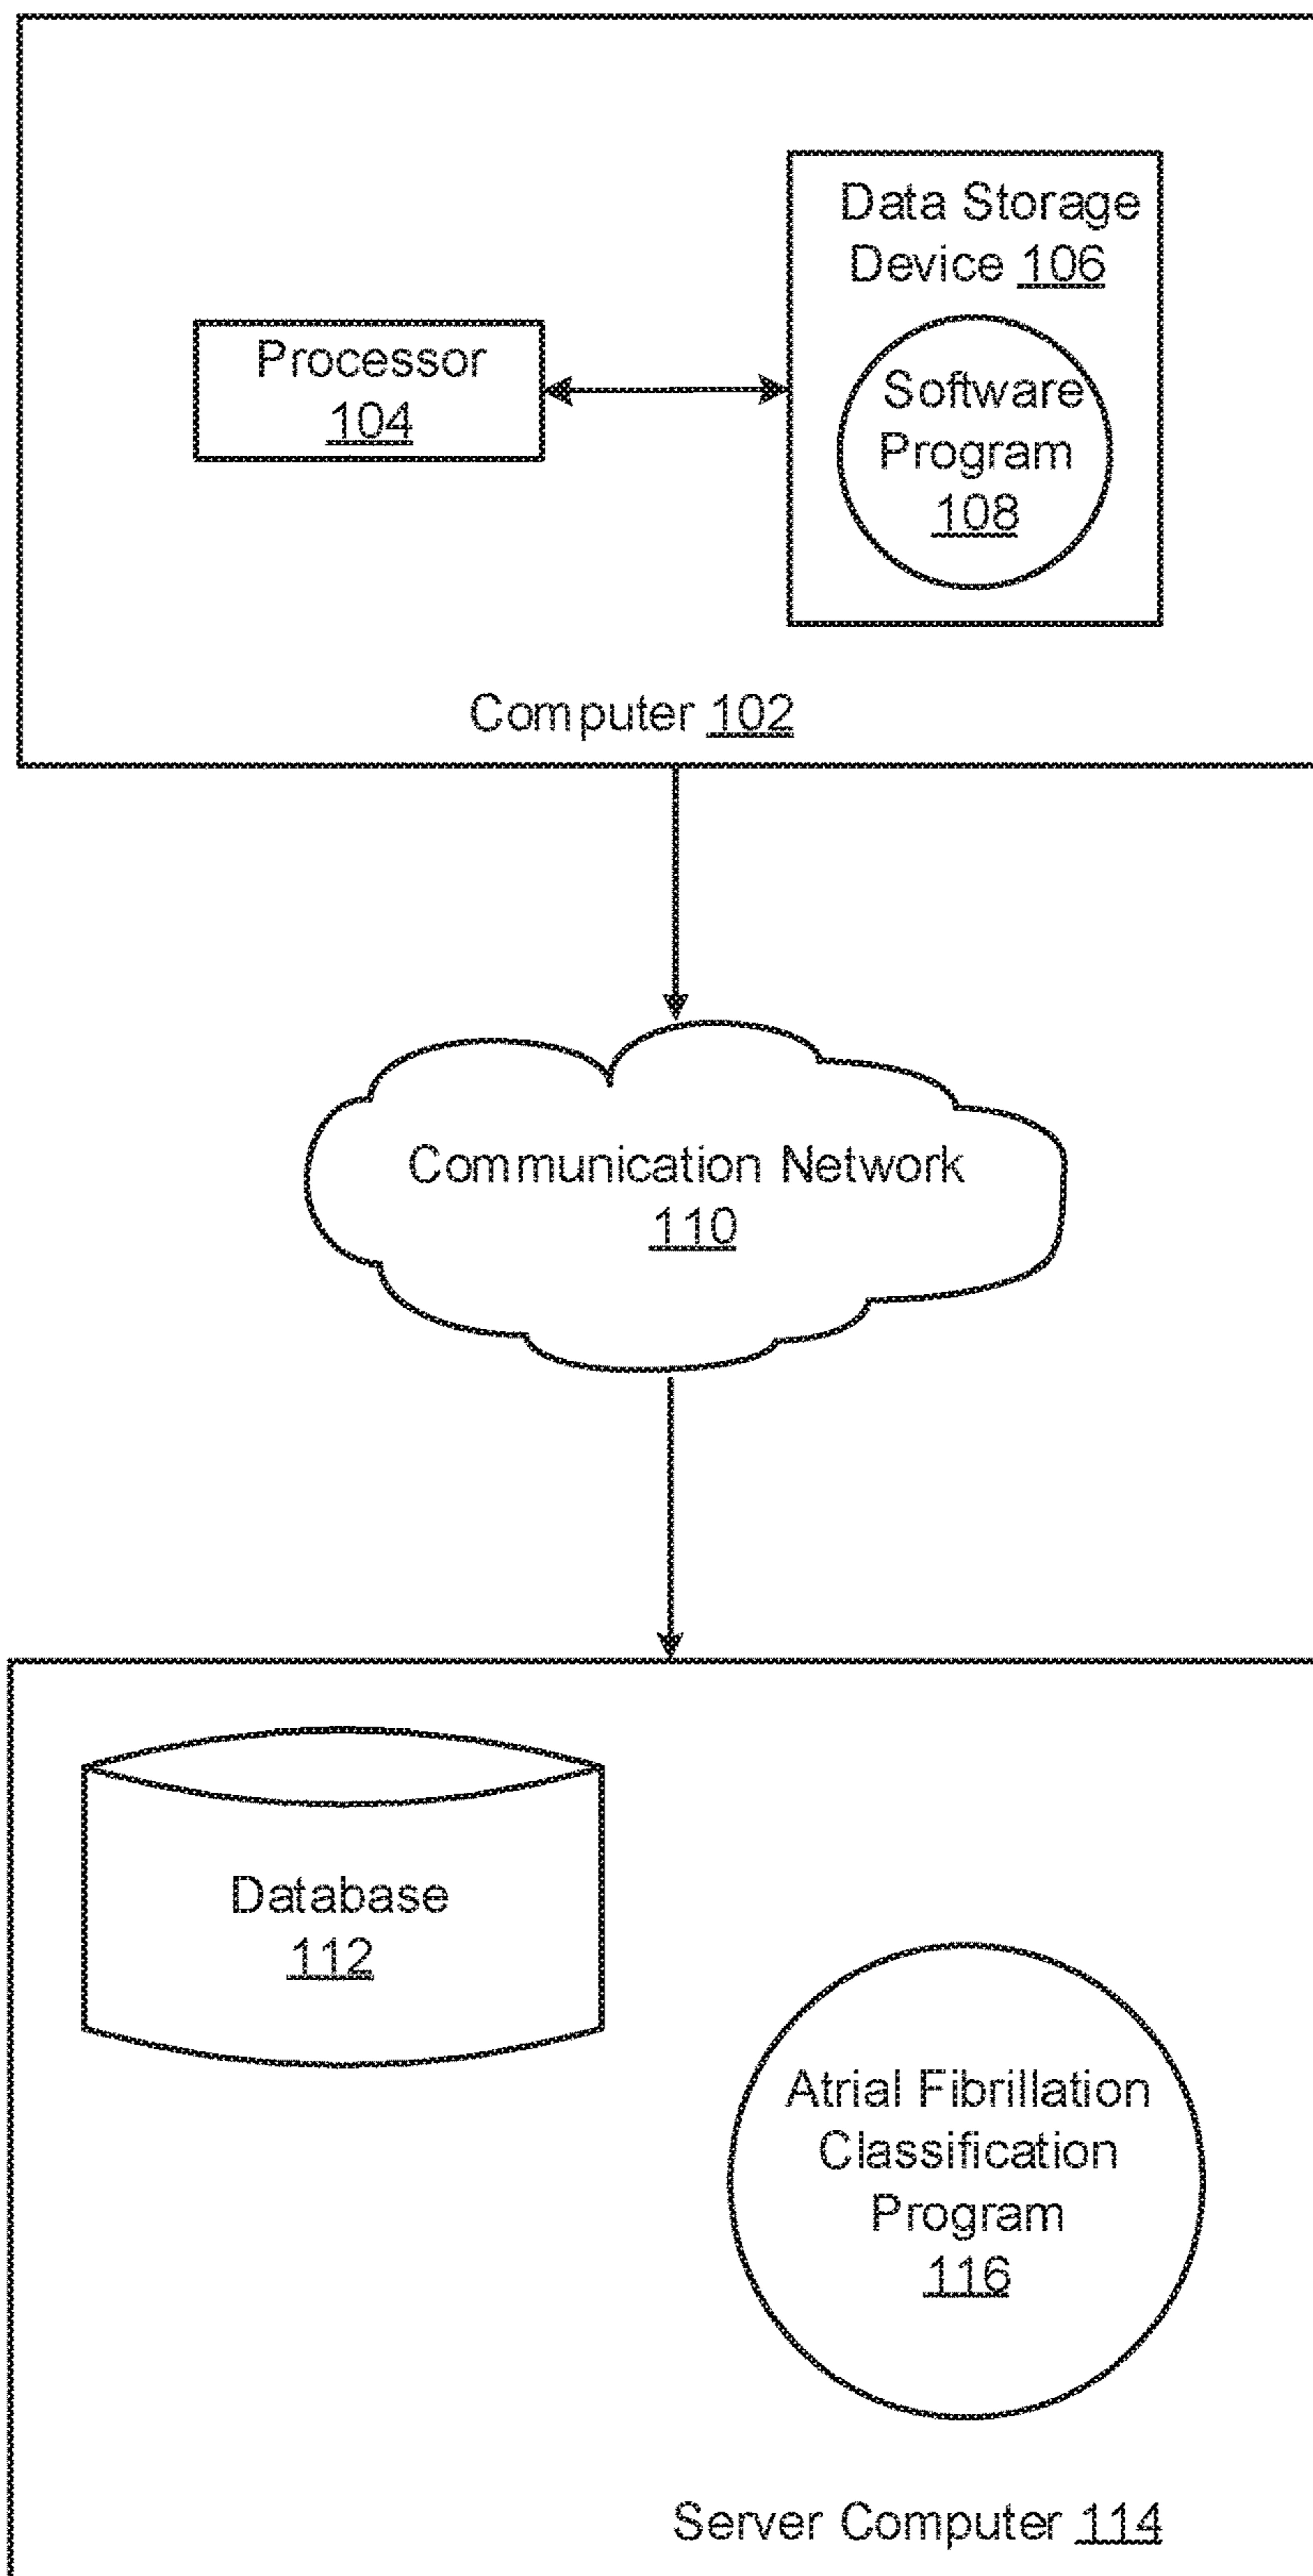 Data Storage
Device 106
Processor
104
Software
Program
108
Computer 102
Communication Network
110
Database
112
Atrial Fibrillation
Classification
Program
116
Server Computer 114